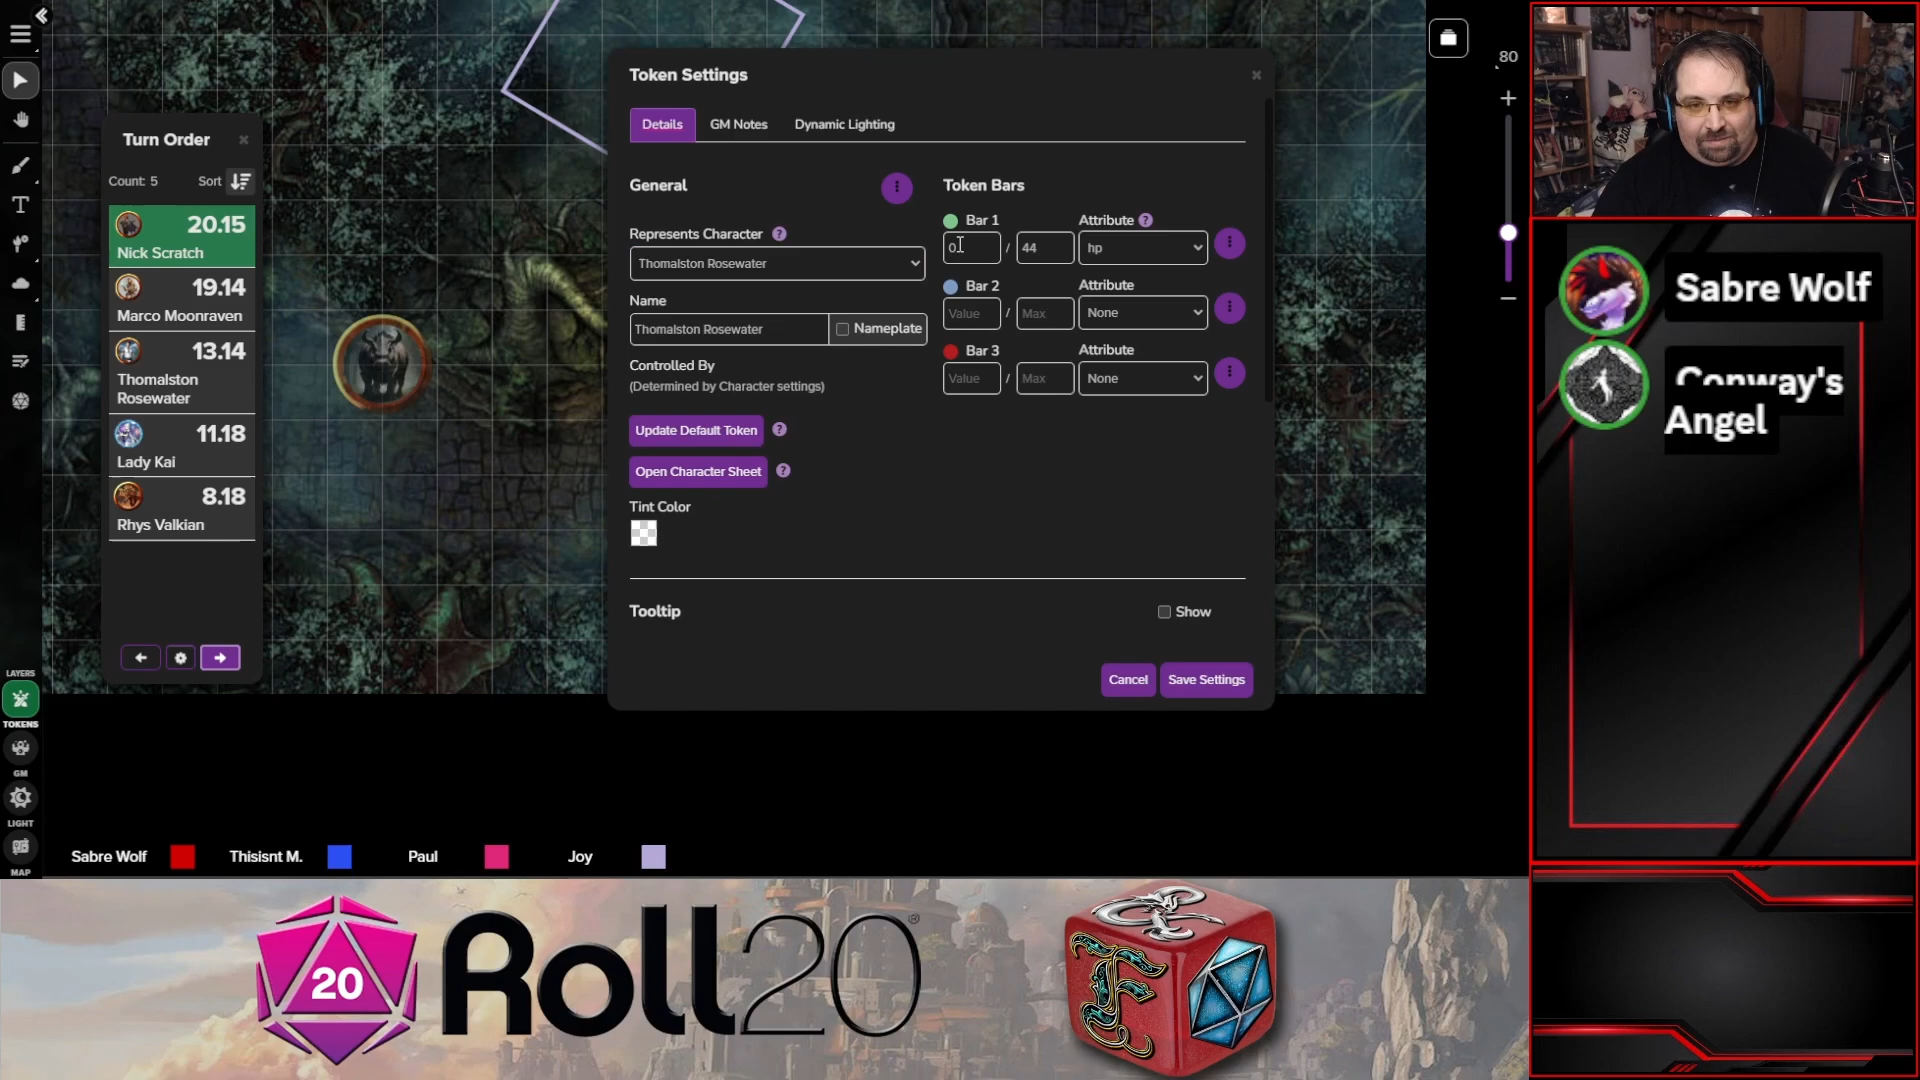 Turn Order
Count: 5
Sort
20.15
Nick Scratch
19.14
Marco Moonraven
13.14
Thomalston
Rosewater
11.18
Lady Kai
8.18
Rhys Valkian
LAYERS
TOKENS
GM
LIGHT
MAP
Token Settings
Details
GM Notes
Dynamic Lighting
General
Represents Character ?
Thomalston Rosewater
Name
Thomalston Rosewater
Nameplate
Controlled By
(Determined by Character settings)
Update Default Token ?
Open Character Sheet ?
Tint Color
Token Bars
Bar 1
Attribute ?
0 / 44
hp
Bar 2
Attribute
Value / Max
None
Bar 3
Attribute
Value / Max
None
Tooltip
Show
Cancel
Save Settings
80
Sabre Wolf
Thisisnt M.
Paul
Joy
20
Roll20®
Sabre Wolf
Conway's
Angel